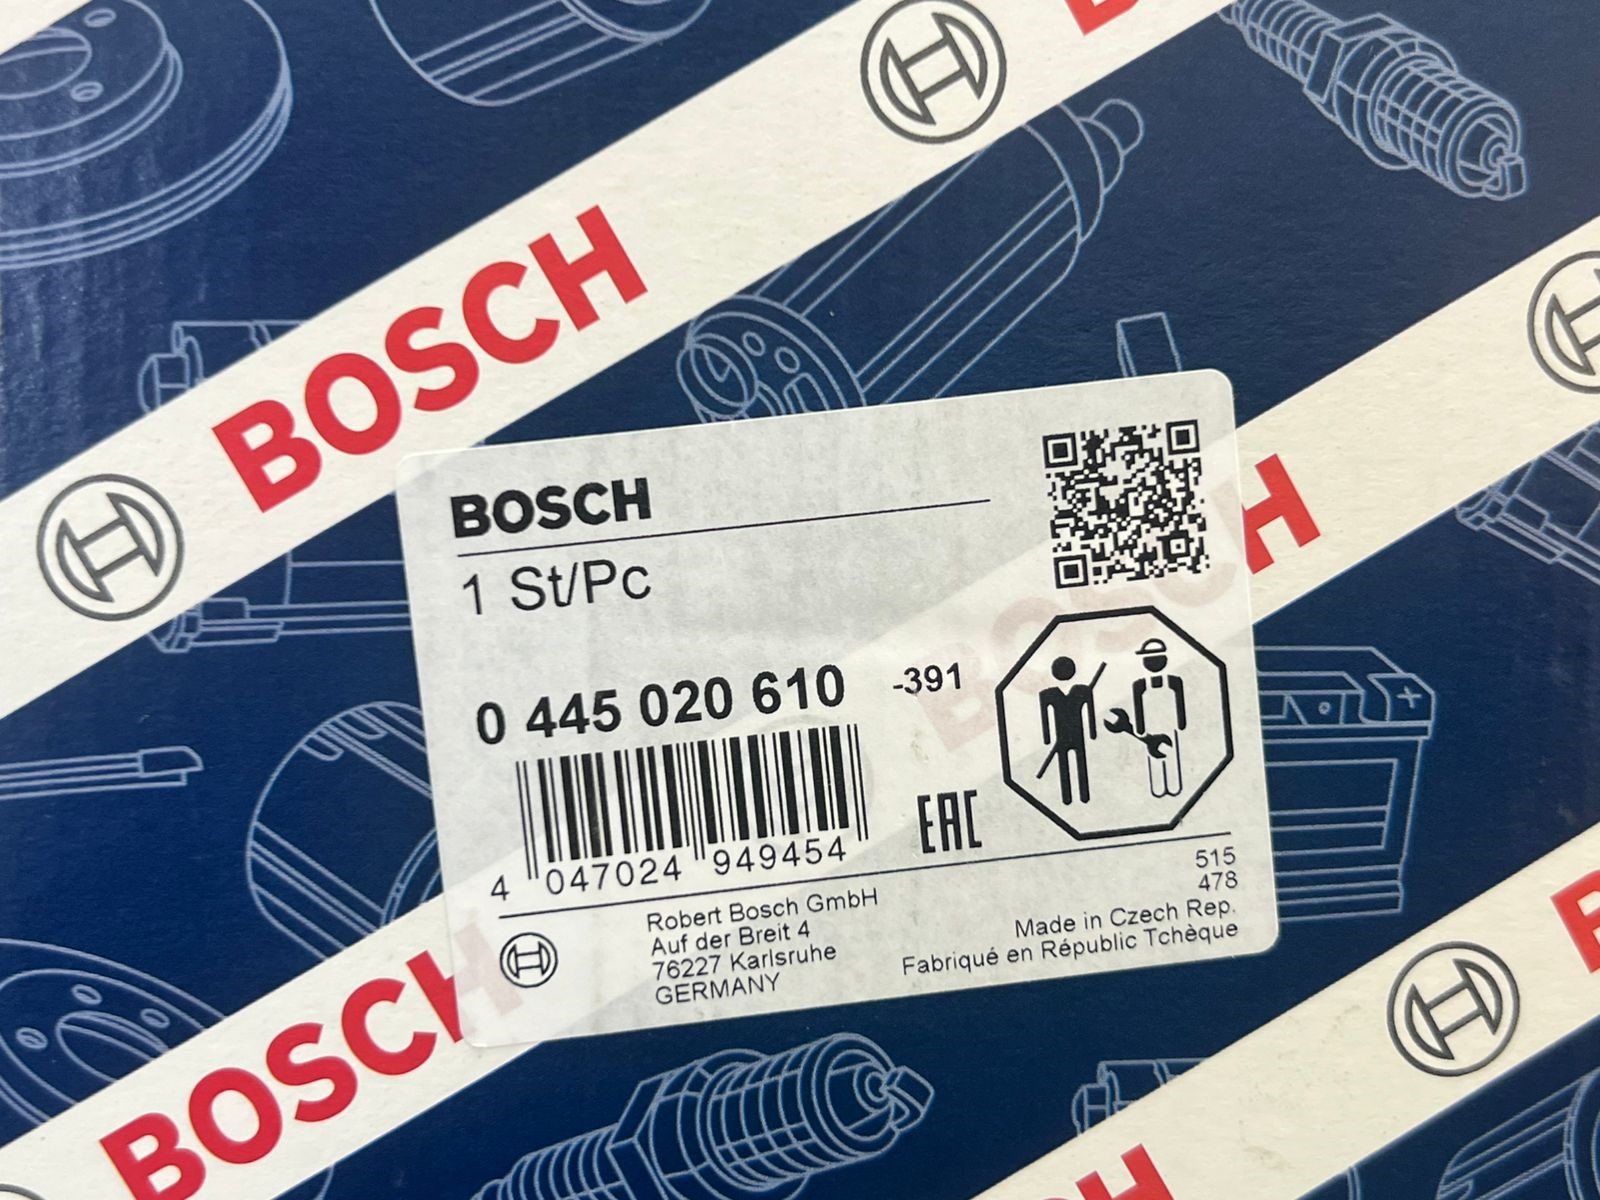 BOSCH
BOSCH
1 St/Pc
0 445 020 610 -391
4 047024 949454
EAC
515
478
Robert Bosch GmbH
Auf der Breit 4
76227 Karlsruhe
GERMANY
Made in Czech Rep.
Fabriqué en Républic Tchèque
BOSCH